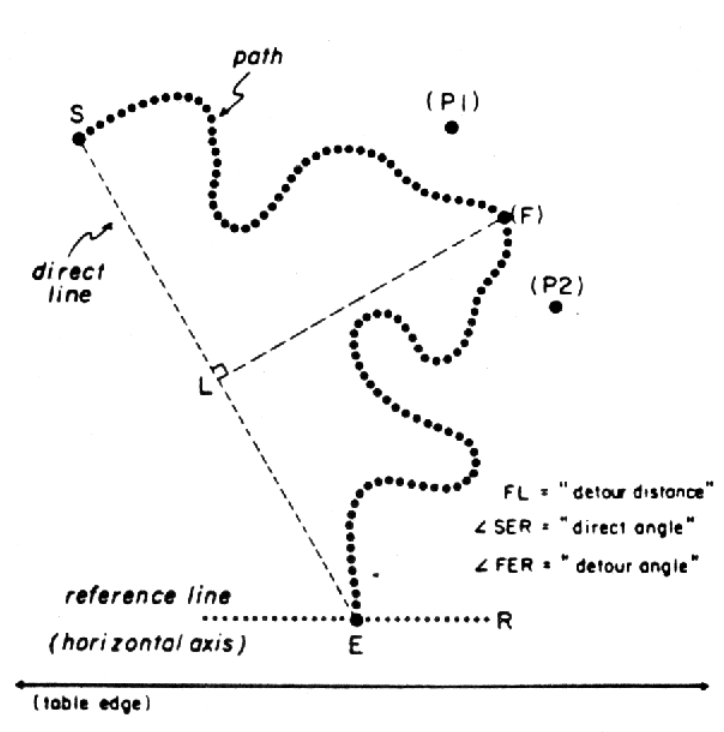 path
S
(P1)
(F)
direct
line
(P2)
L
FL = "detour distance"
∠ SER = "direct angle"
∠ FER = "detour angle"
reference line
R
(horizontal axis)
E
(table edge)